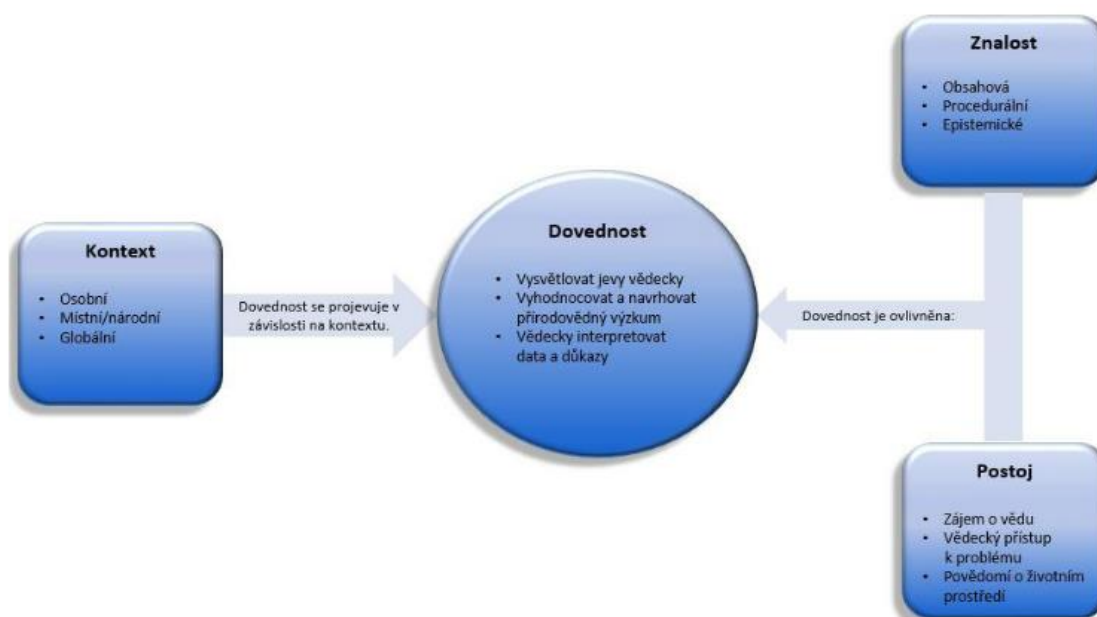 Kontext
• Osobní
• Místní/národní
• Globální
Dovednost se projevuje v
závislosti na kontextu.
Dovednost
• Vysvětlovat jevy vědecky
• Vyhodnocovat a navrhovat
přírodovědný výzkum
• Vědecky interpretovat
data a důkazy
Dovednost je ovlivněna:
Znalost
• Obsahová
• Procedurální
• Epistemické
Postoj
• Zájem o vědu
• Vědecký přístup
k problému
• Povědomí o životním
prostředí